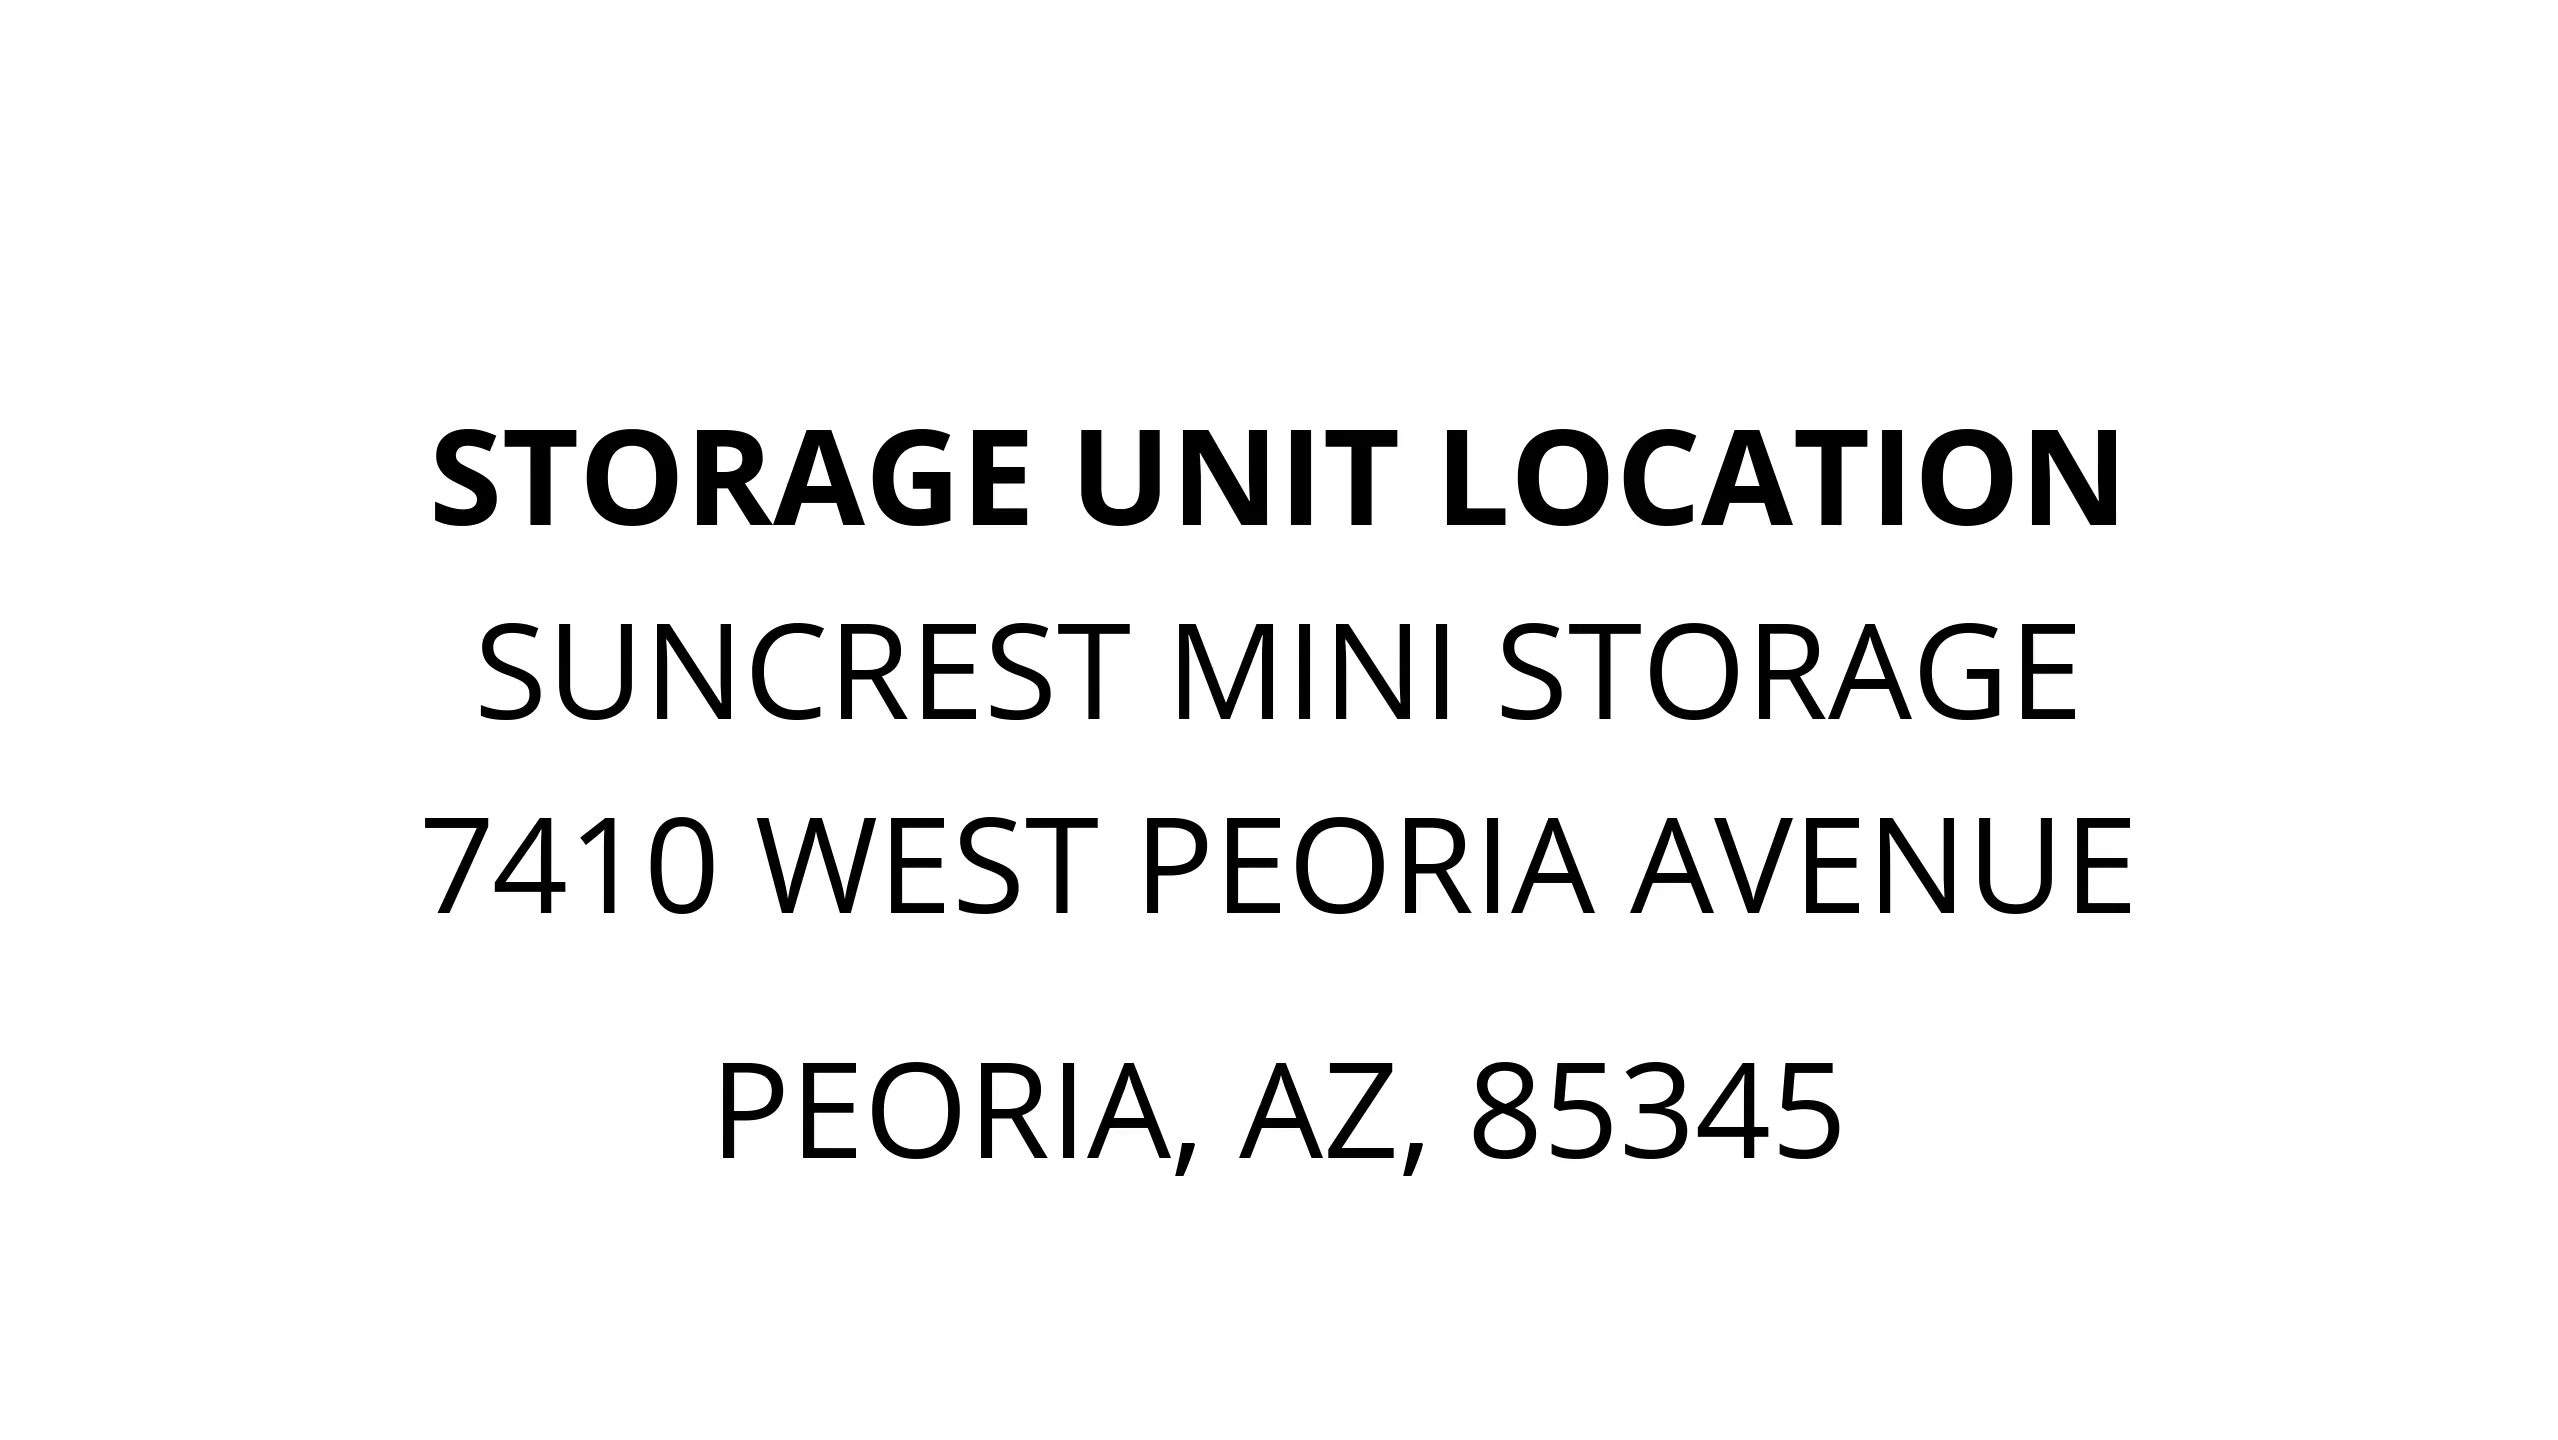 STORAGE UNIT LOCATION
SUNCREST MINI STORAGE
7410 WEST PEORIA AVENUE
PEORIA, AZ, 85345